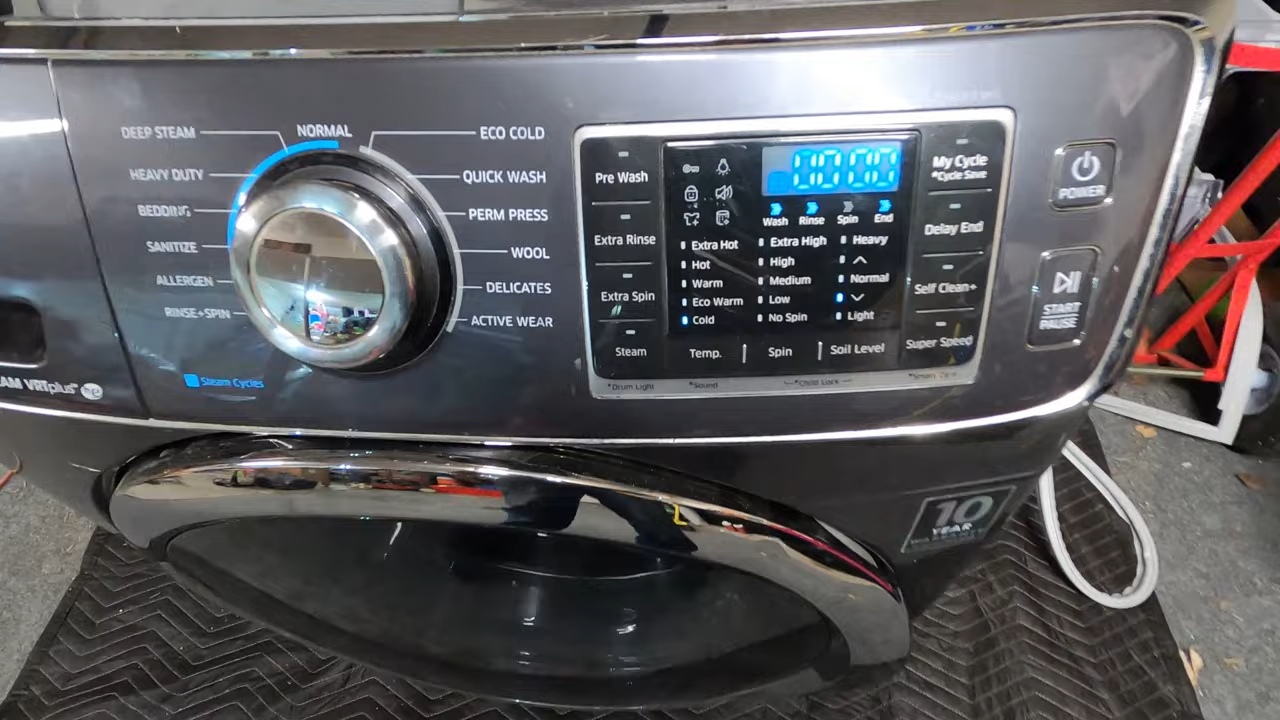 DEEP STEAM
NORMAL
ECO COLD
HEAVY DUTY
QUICK WASH
BEDDING
PERM PRESS
SANITIZE
WOOL
ALLERGEN
DELICATES
RINSE+SPIN
ACTIVE WEAR
Steam Cycles
VRTplus
Pre Wash
Extra Rinse
Extra Spin
Steam
Wash Rinse Spin End
Extra Hot
Hot
Warm
Eco Warm
Cold
Temp.
Extra High
High
Medium
Low
No Spin
Spin
Heavy
Normal
Light
Soil Level
My Cycle
*Cycle Save
Delay End
Self Clean+
Super Speed
*Drum Light
*Sound
*Child Lock
POWER
START
PAUSE
10
YEAR